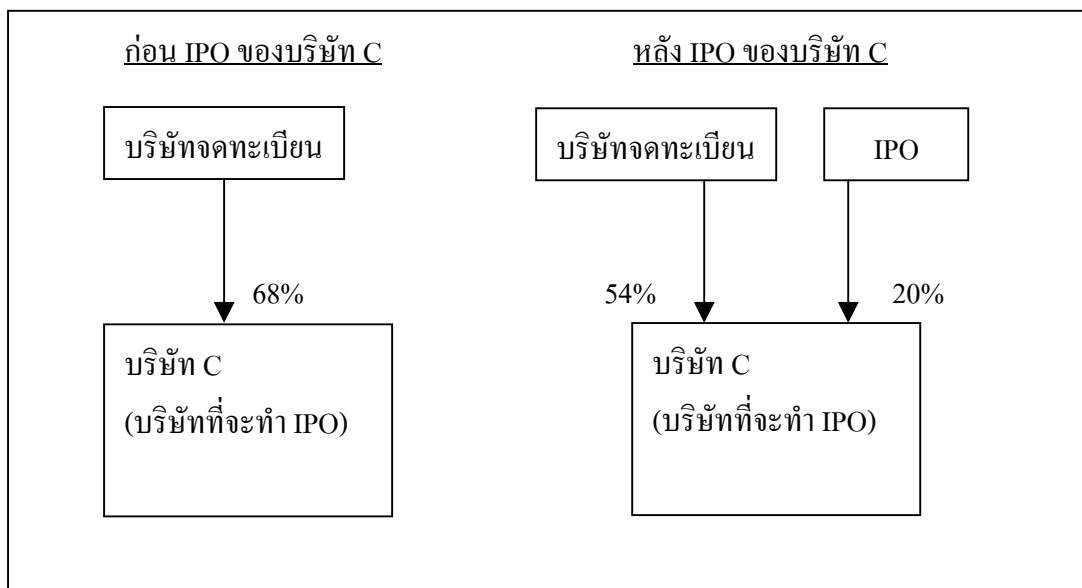 ก่อน IPO ของบริษัท C
บริษัทจดทะเบียน
68%
บริษัท C
(บริษัทที่จะทำ IPO)
หลัง IPO ของบริษัท C
บริษัทจดทะเบียน
IPO
54%
20%
บริษัท C
(บริษัทที่จะทำ IPO)